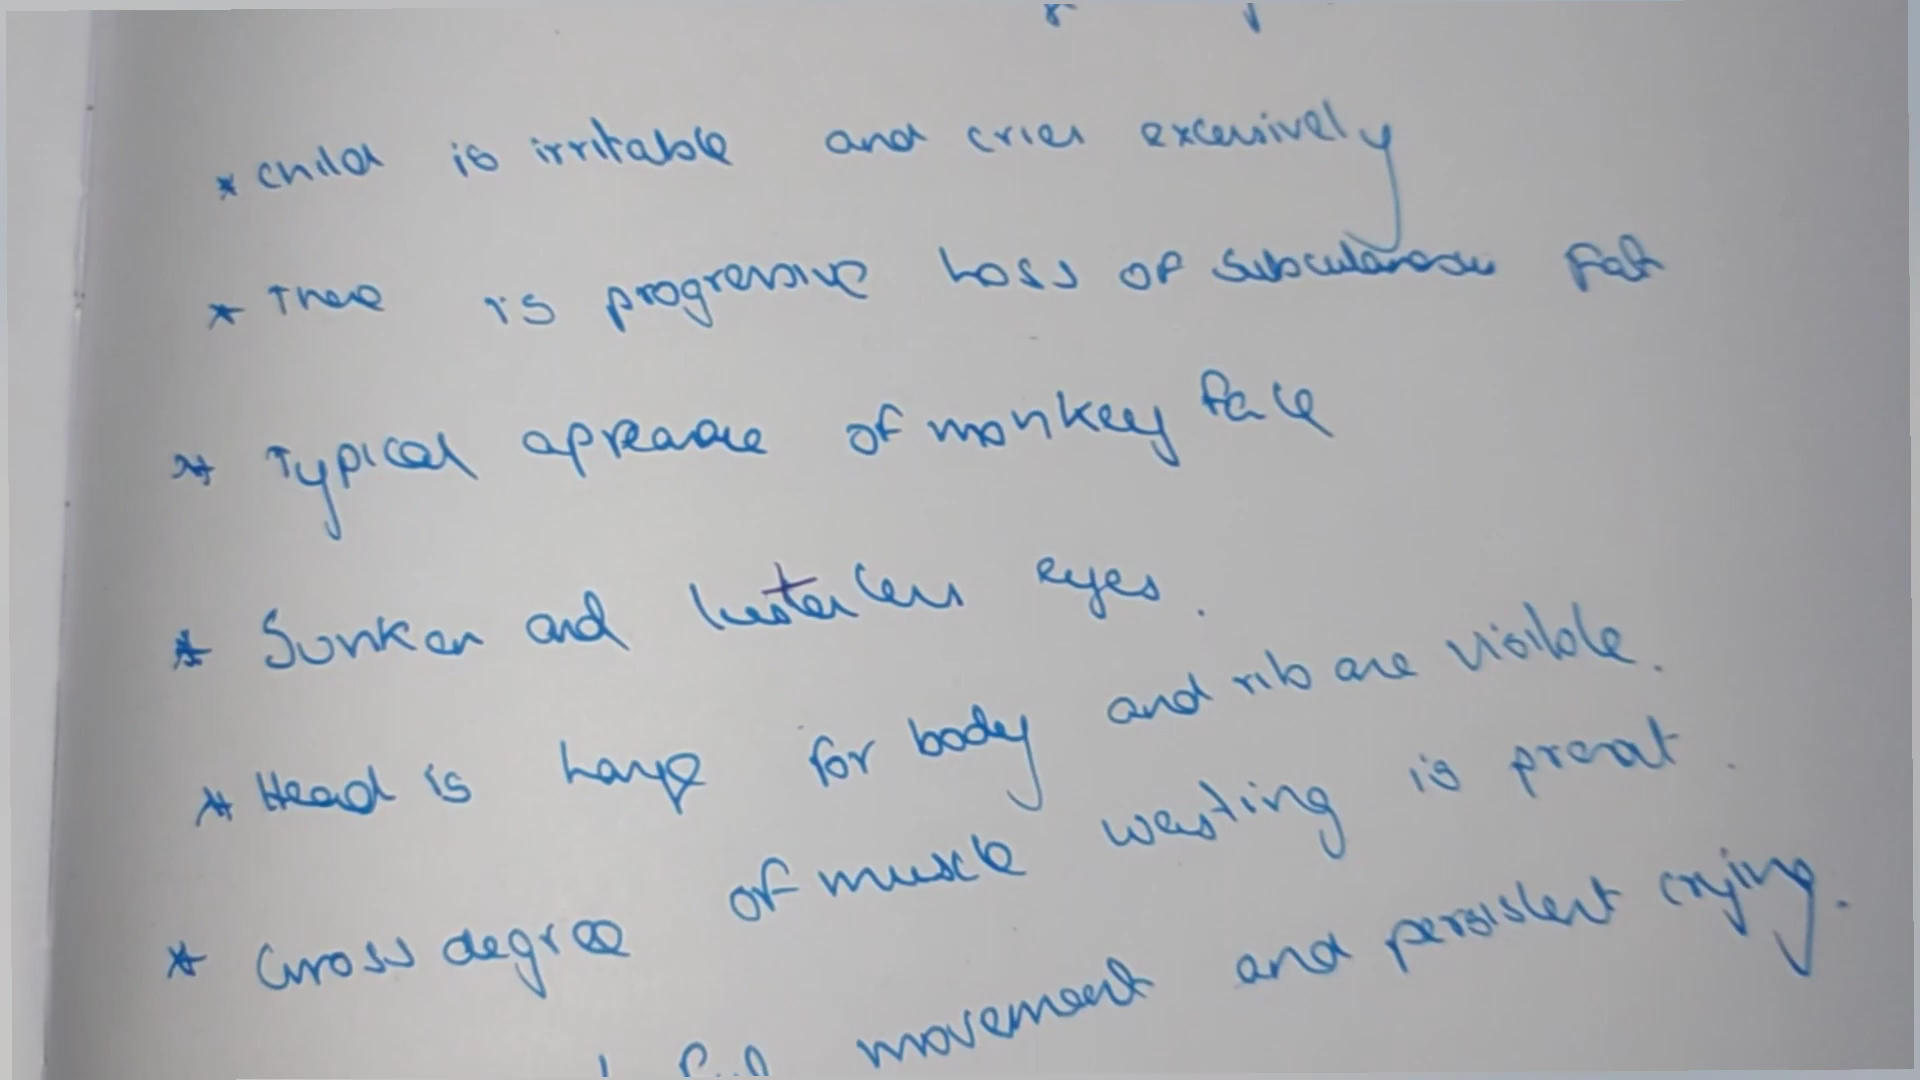 * child is irritable and cries excessively
* There is progressive Loss of subcutaneous Fat
* Typical apreaace of monkey face
* Sunken and lusterless eyes.
* Head is Large for body and rib are visible.
* Gross degree of muscle wasting is present.
movement and persistent crying.